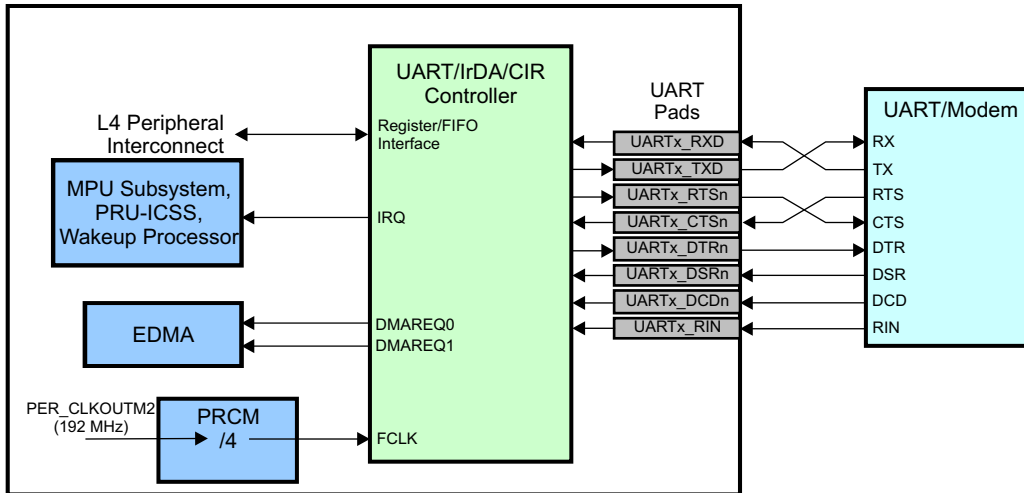 UART/IrDA/CIR
Controller
UART
Pads
UART/Modem
L4 Peripheral
Interconnect
Register/FIFO
Interface
MPU Subsystem,
PRU-ICSS,
Wakeup Processor
IRQ
EDMA
DMAREQ0
DMAREQ1
PER_CLKOUTM2
(192 MHz)
PRCM
/4
FCLK
UARTx_RXD
UARTx_TXD
UARTx_RTSn
UARTx_CTSn
UARTx_DTRn
UARTx_DSRn
UARTx_DCDn
UARTx_RIN
RX
TX
RTS
CTS
DTR
DSR
DCD
RIN